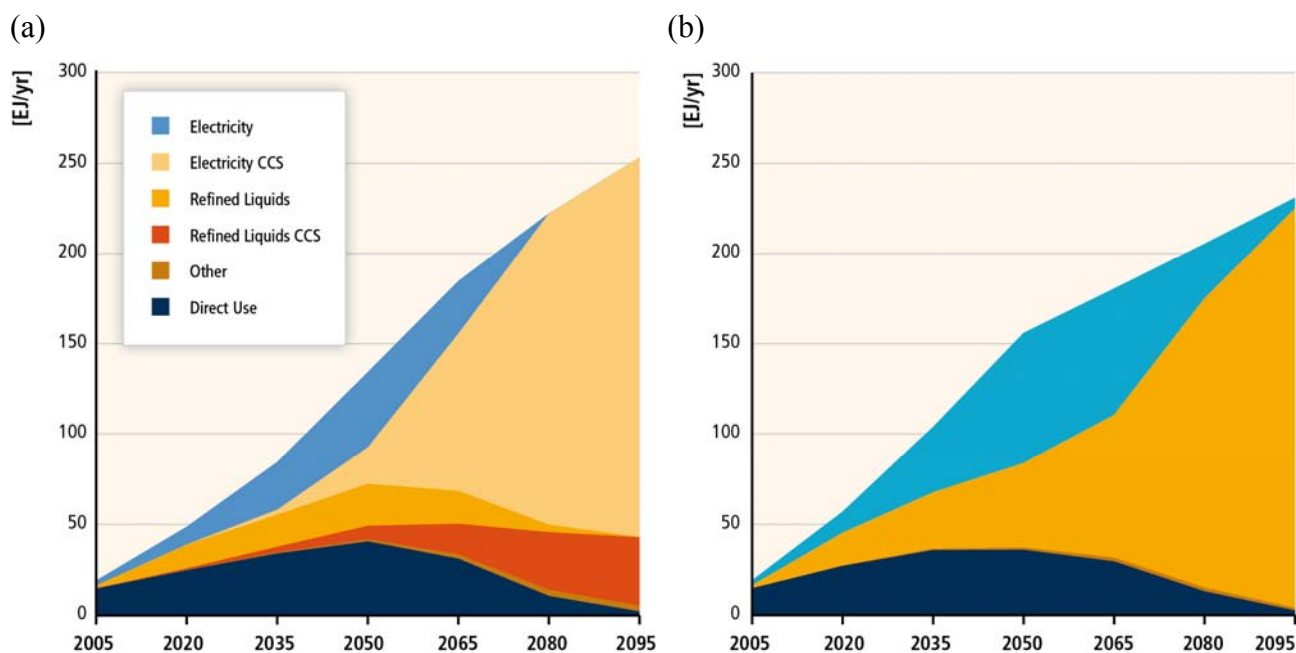 (a)
(b)
[EJ/yr]
300
250
200
150
100
50
0
2005 2020 2035 2050 2065 2080 2095
Electricity
Electricity CCS
Refined Liquids
Refined Liquids CCS
Other
Direct Use
[EJ/yr]
300
250
200
150
100
50
0
2005 2020 2035 2050 2065 2080 2095